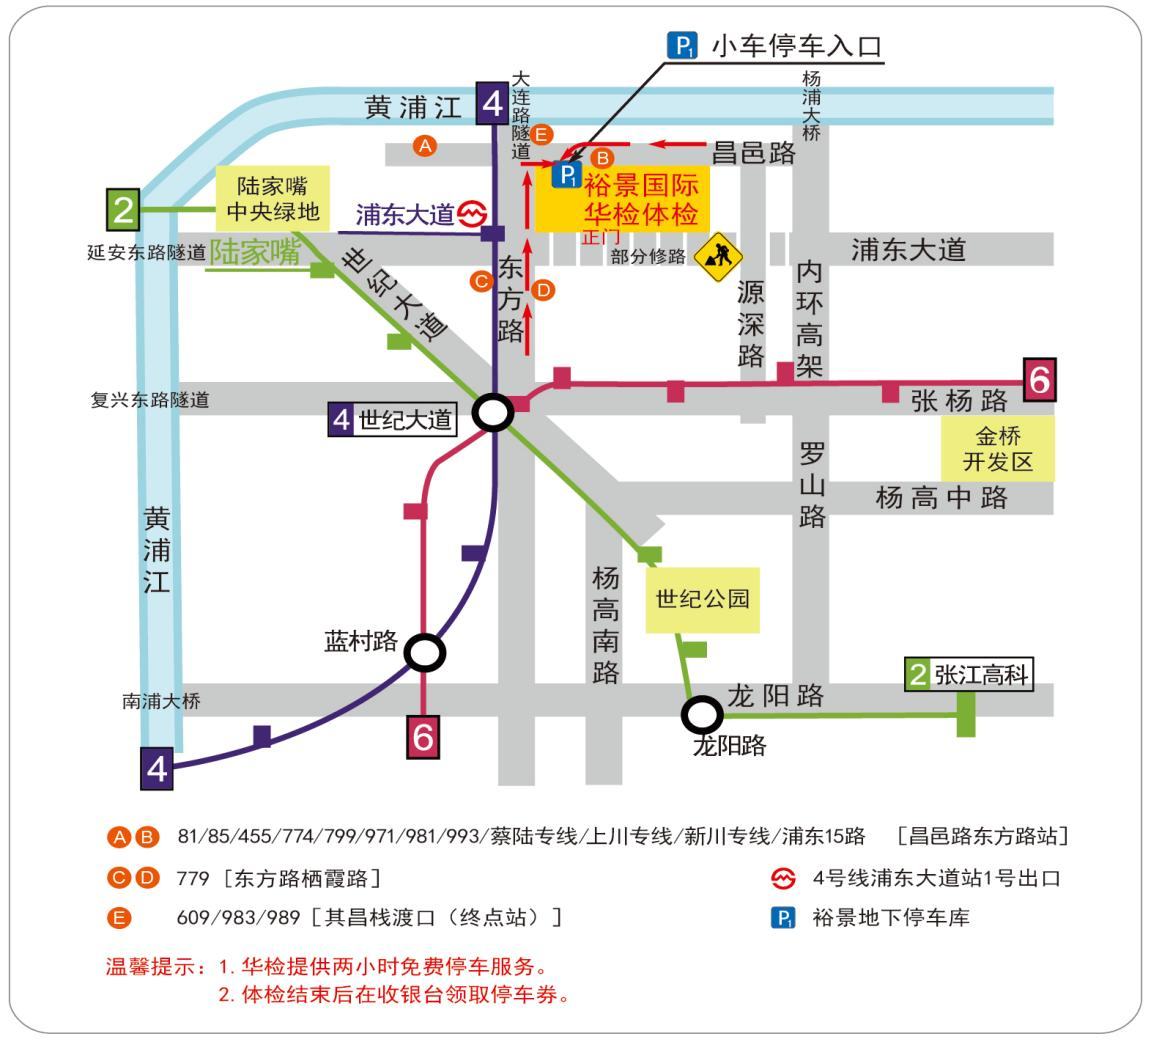 P1 小车停车入口
黄浦江
4
大连路隧道
杨浦大桥
A
E
B
昌邑路
P1
裕景国际
华检体检
正门
陆家嘴
中央绿地
2
浦东大道
延安东路隧道
陆家嘴
世纪大道
C
东方路
D
部分修路
源深路
内环高架
浦东大道
复兴东路隧道
4 世纪大道
6
张杨路
金桥
开发区
罗山路
杨高中路
黄浦江
杨高南路
世纪公园
蓝村路
南浦大桥
2 张江高科
龙阳路
龙阳路
6
4
A B 81/85/455/774/799/971/981/993/蔡陆专线/上川专线/新川专线/浦东15路 [昌邑路东方路站]
C D 779 [东方路栖霞路]
4号线浦东大道站1号出口
E 609/983/989 [其昌栈渡口（终点站）]
P1 裕景地下停车库
温馨提示：1. 华检提供两小时免费停车服务。
2. 体检结束后在收银台领取停车券。